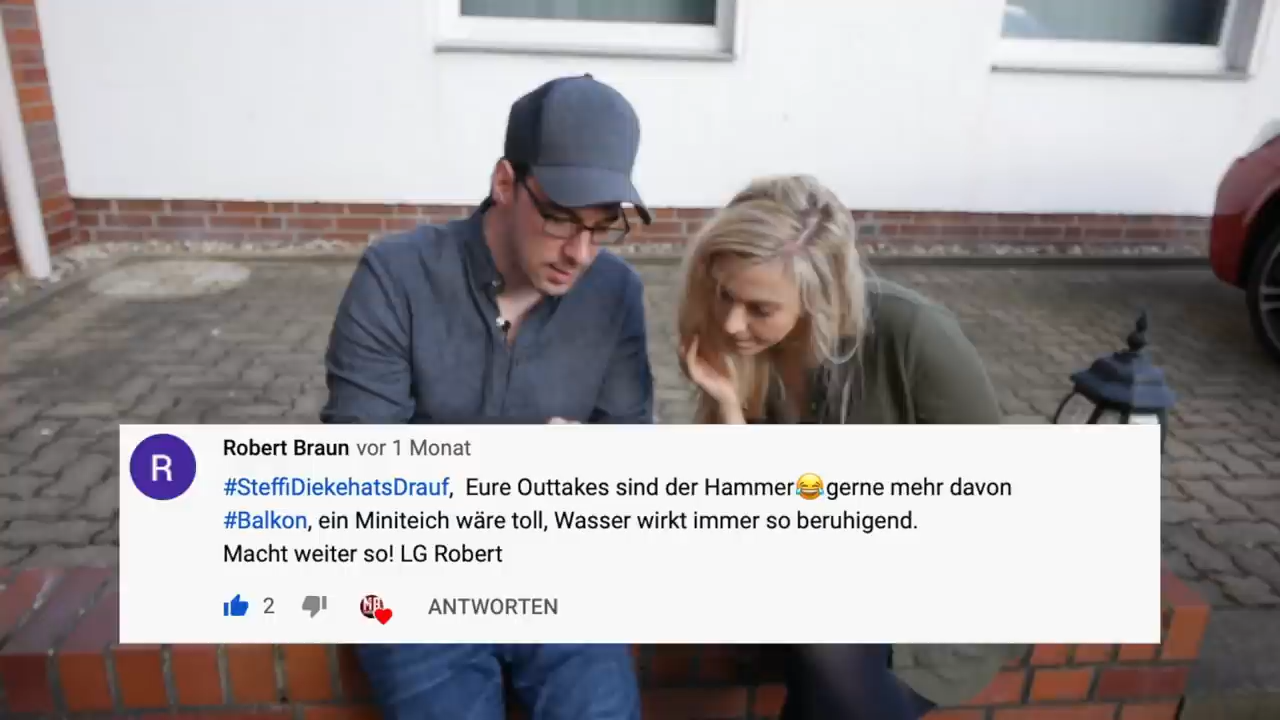 R
Robert Braun vor 1 Monat
#SteffiDiekehatsDrauf, Eure Outtakes sind der Hammer😂gerne mehr davon
#Balkon, ein Miniteich wäre toll, Wasser wirkt immer so beruhigend.
Macht weiter so! LG Robert
2 ANTWORTEN